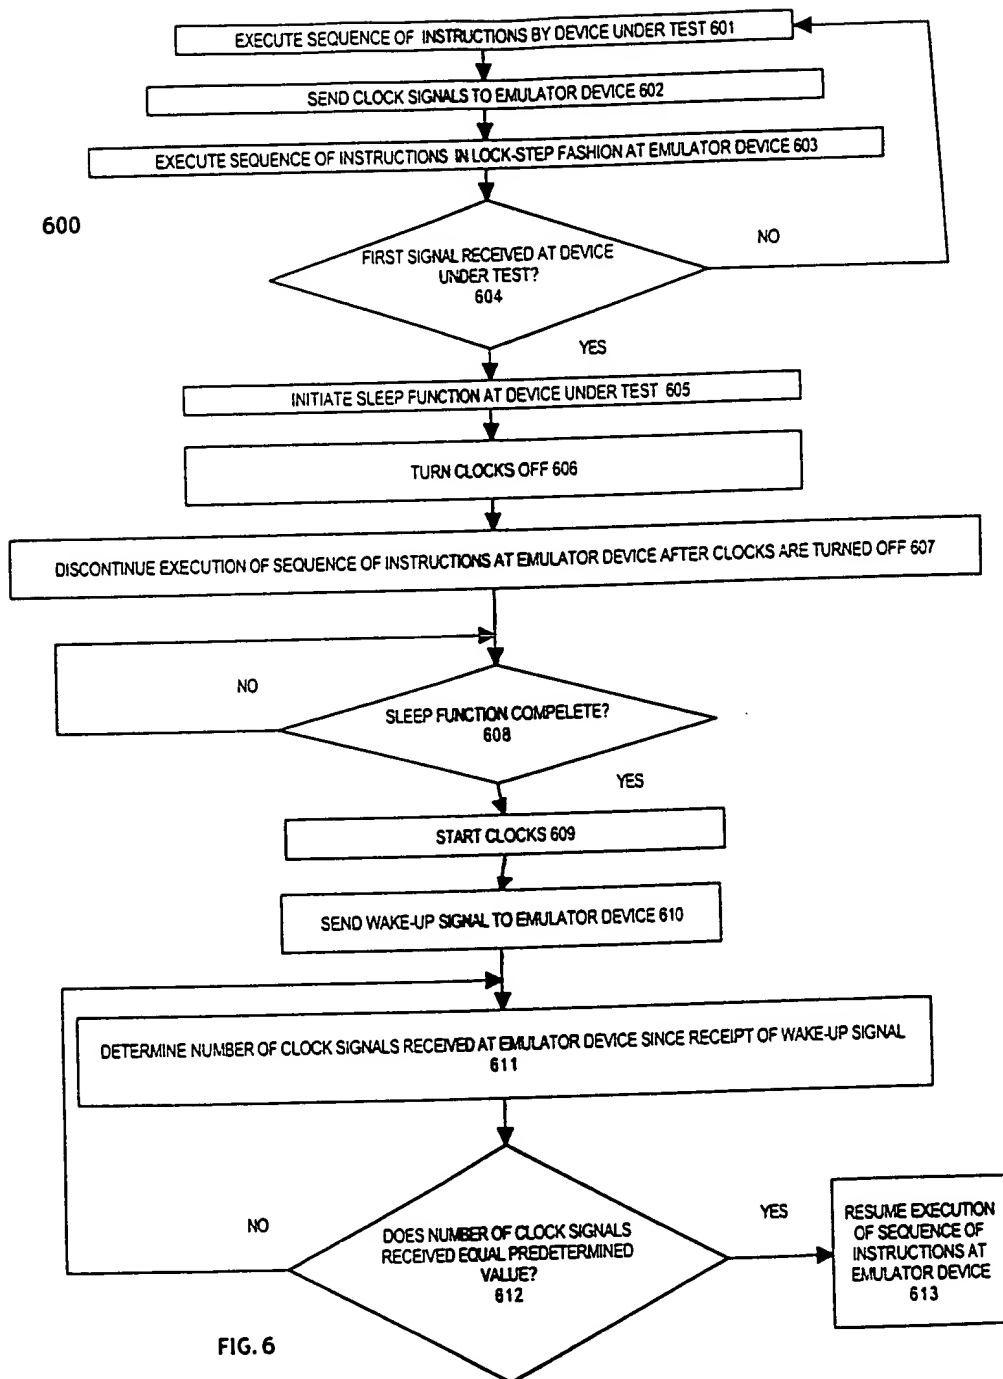 EXECUTE SEQUENCE OF INSTRUCTIONS BY DEVICE UNDER TEST 601
SEND CLOCK SIGNALS TO EMULATOR DEVICE 602
EXECUTE SEQUENCE OF INSTRUCTIONS IN LOCK-STEP FASHION AT EMULATOR DEVICE 603
600
FIRST SIGNAL RECEIVED AT DEVICE
UNDER TEST?
604
NO
YES
INITIATE SLEEP FUNCTION AT DEVICE UNDER TEST 605
TURN CLOCKS OFF 606
DISCONTINUE EXECUTION OF SEQUENCE OF INSTRUCTIONS AT EMULATOR DEVICE AFTER CLOCKS ARE TURNED OFF 607
NO
SLEEP FUNCTION COMPELETE?
608
YES
START CLOCKS 609
SEND WAKE-UP SIGNAL TO EMULATOR DEVICE 610
DETERMINE NUMBER OF CLOCK SIGNALS RECEIVED AT EMULATOR DEVICE SINCE RECEIPT OF WAKE-UP SIGNAL
611
NO
DOES NUMBER OF CLOCK SIGNALS
RECEIVED EQUAL PREDETERMINED
VALUE?
612
YES
RESUME EXECUTION
OF SEQUENCE OF
INSTRUCTIONS AT
EMULATOR DEVICE
613
FIG. 6